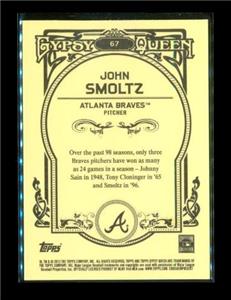 GYPSY QUEEN
67
JOHN
SMOLTZ
ATLANTA BRAVES™
PITCHER
Over the past 98 seasons, only three
Braves pitchers have won as many
as 24 games in a season – Johnny
Sain in 1948, Tony Cloninger in '65
and Smoltz in '96.
A
Topps